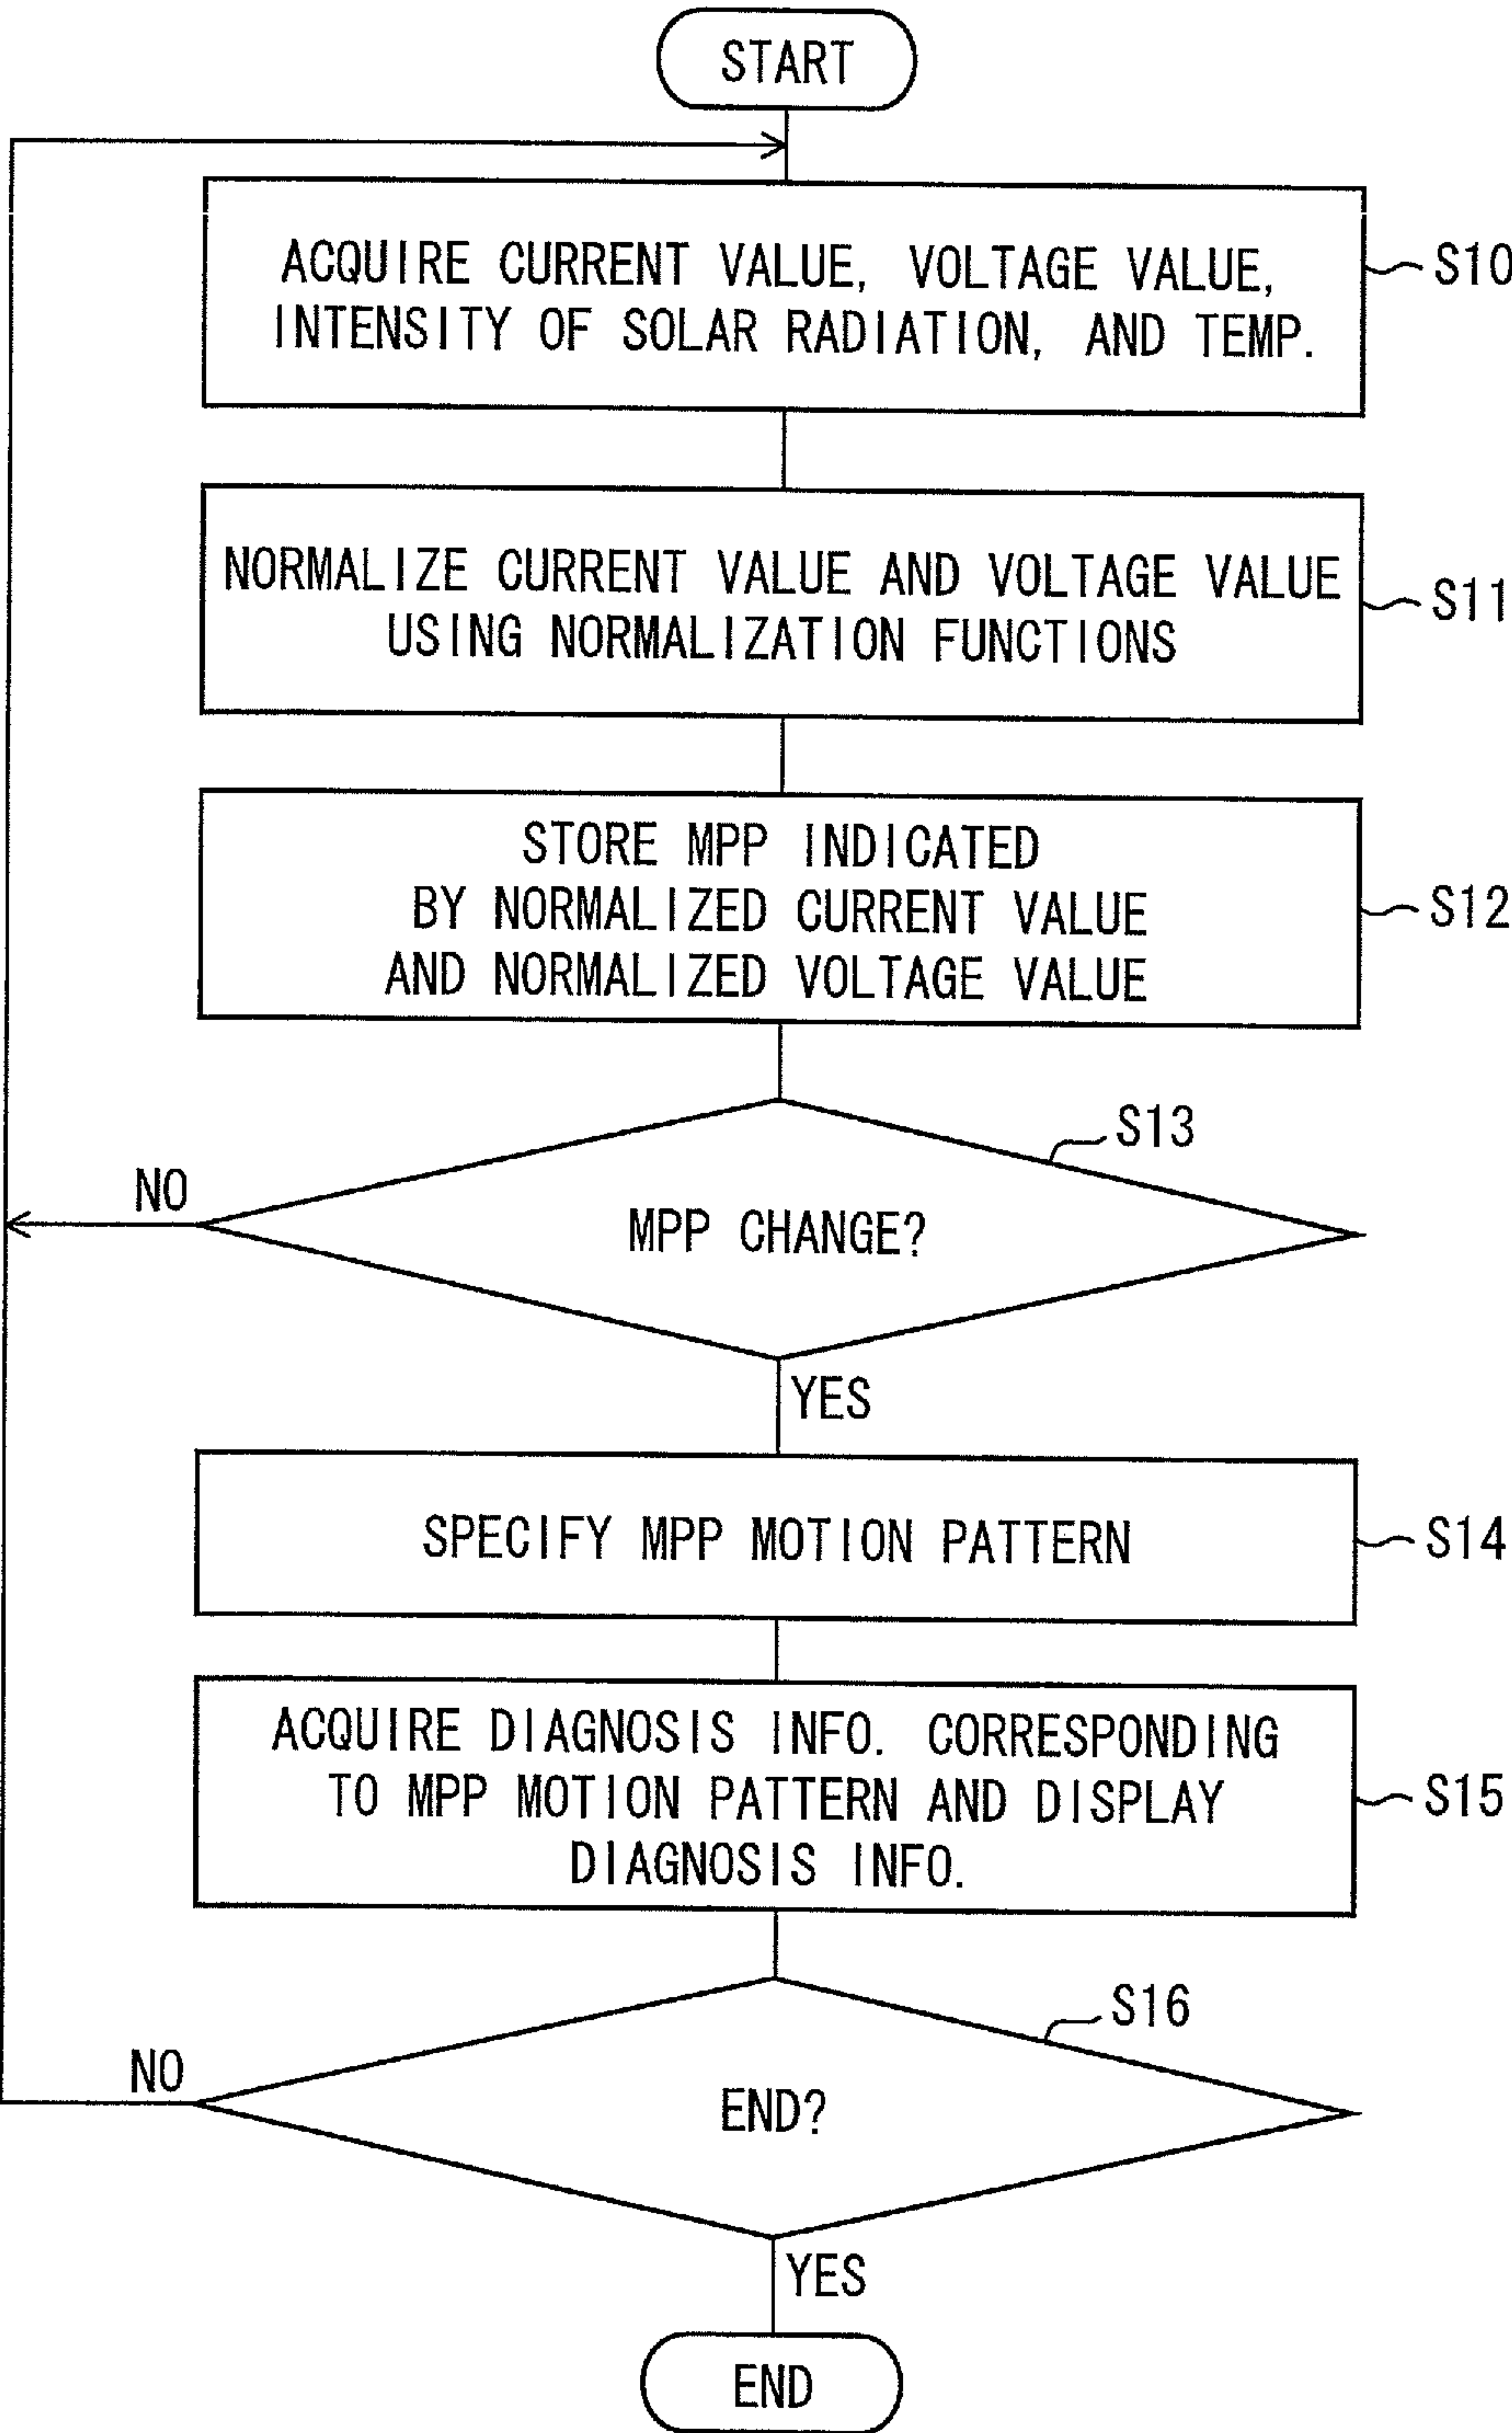 START
ACQUIRE CURRENT VALUE, VOLTAGE VALUE,
INTENSITY OF SOLAR RADIATION, AND TEMP.
S10
NORMALIZE CURRENT VALUE AND VOLTAGE VALUE
USING NORMALIZATION FUNCTIONS
S11
STORE MPP INDICATED
BY NORMALIZED CURRENT VALUE
AND NORMALIZED VOLTAGE VALUE
S12
S13
NO
MPP CHANGE?
YES
SPECIFY MPP MOTION PATTERN
S14
ACQUIRE DIAGNOSIS INFO. CORRESPONDING
TO MPP MOTION PATTERN AND DISPLAY
DIAGNOSIS INFO.
S15
S16
NO
END?
YES
END